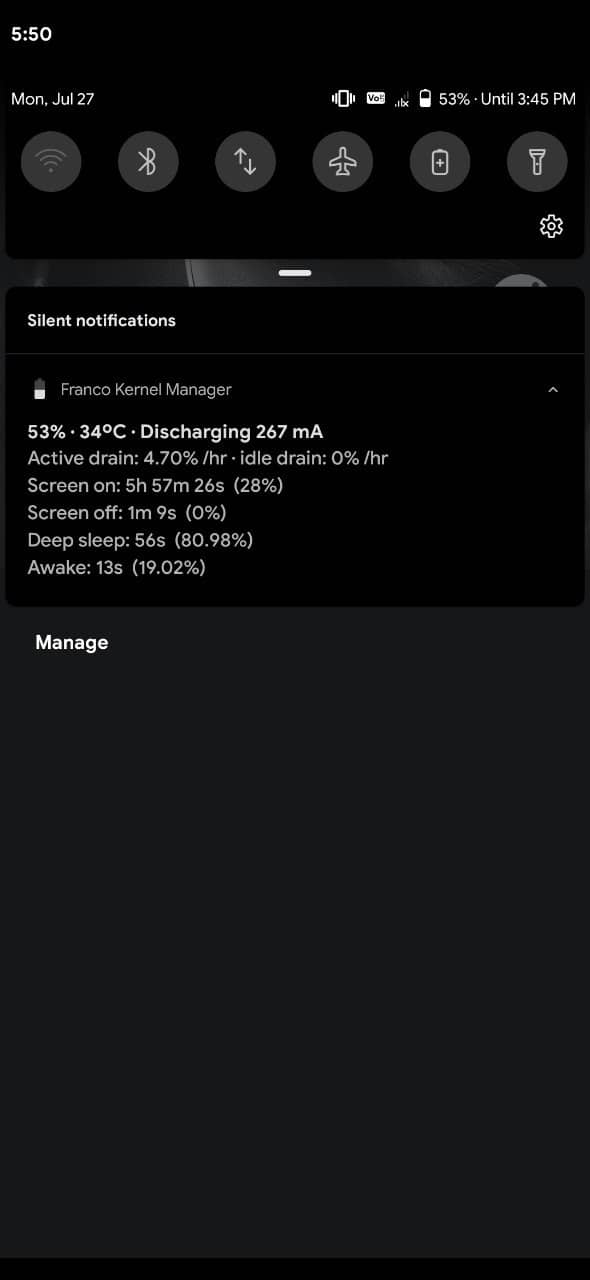 5:50
Mon, Jul 27
53% · Until 3:45 PM
Silent notifications
Franco Kernel Manager
53% · 34ºC · Discharging 267 mA
Active drain: 4.70% /hr · idle drain: 0% /hr
Screen on: 5h 57m 26s (28%)
Screen off: 1m 9s (0%)
Deep sleep: 56s (80.98%)
Awake: 13s (19.02%)
Manage